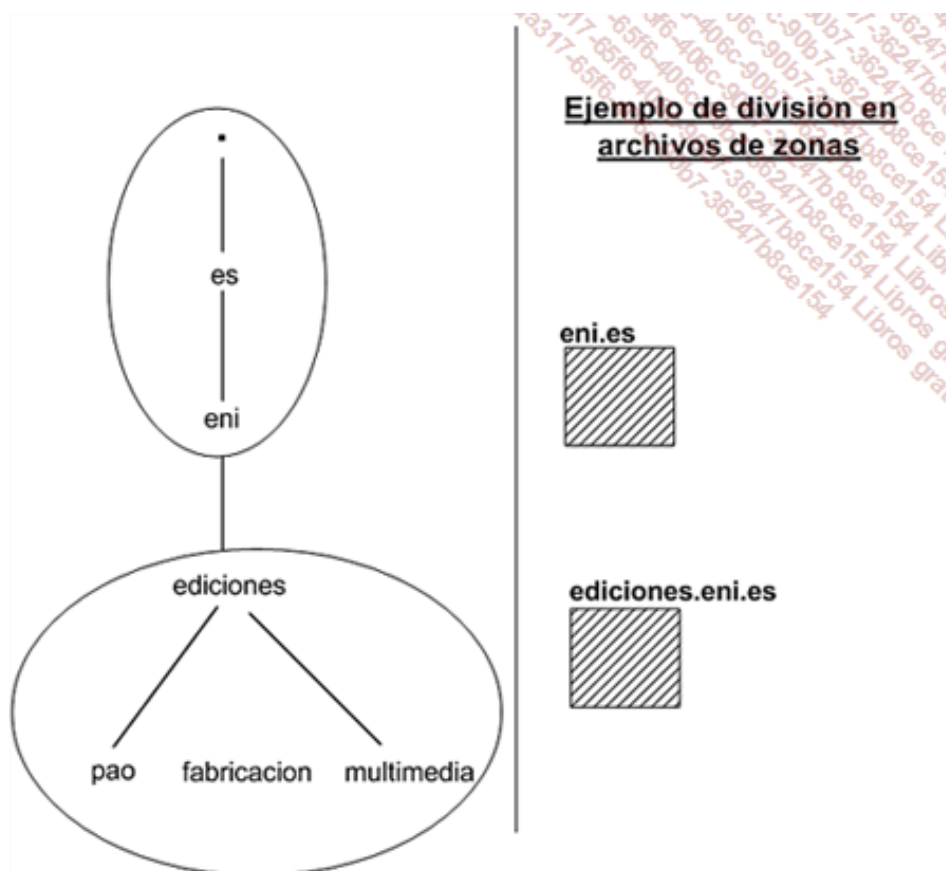 .
es
eni
ediciones
pao fabricacion multimedia
Ejemplo de división en
archivos de zonas
eni.es
ediciones.eni.es